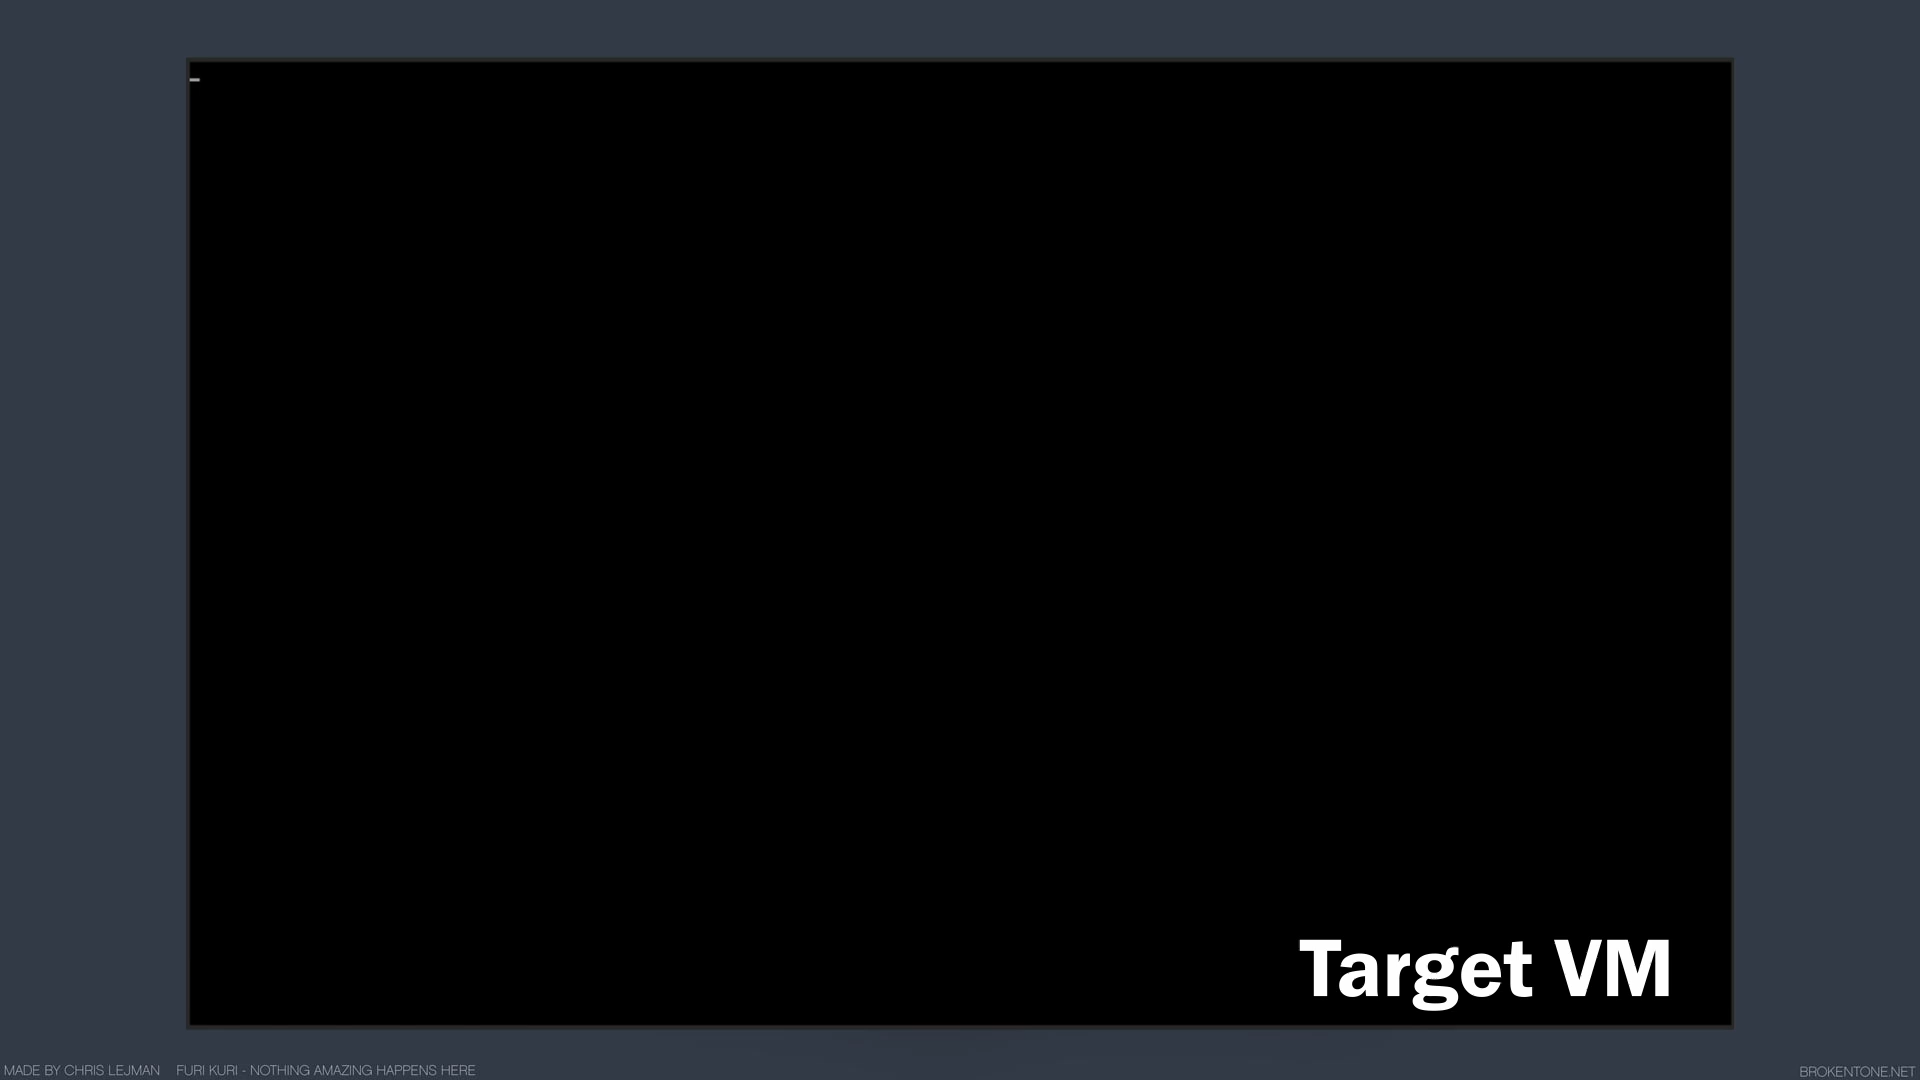 Target VM
MADE BY CHRIS LEJMAN FURI KURI - NOTHING AMAZING HAPPENS HERE
BROKENTONE.NET